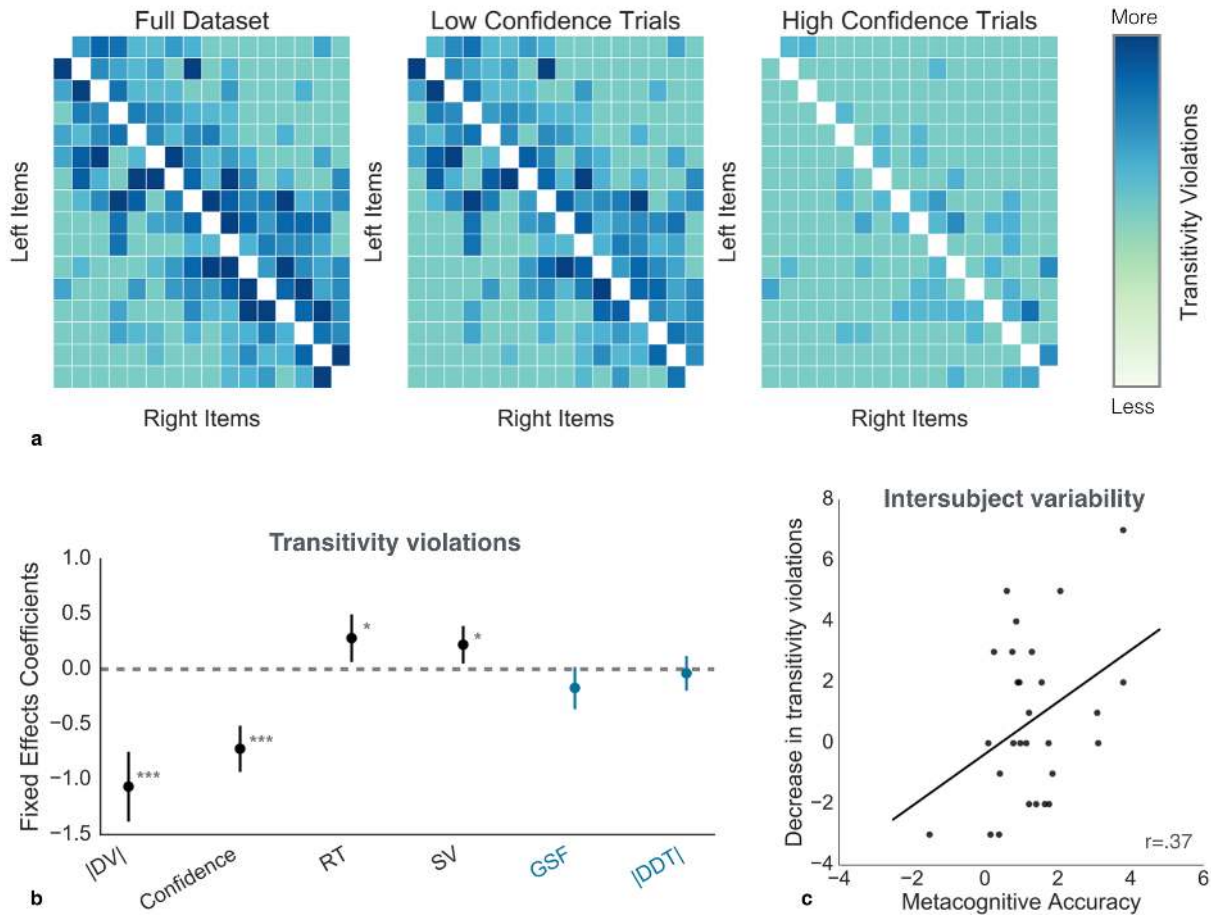 Full Dataset
Low Confidence Trials
High Confidence Trials
More
Left Items
Left Items
Left Items
Transitivity Violations
Less
Right Items
Right Items
Right Items
a
Transitivity violations
Fixed Effects Coefficients
1.0
0.5
0.0
−0.5
−1.0
−1.5
***
***
*
*
|DV|
Confidence
RT
SV
GSF
|DDT|
b
Intersubject variability
Decrease in transitivity violations
8
6
4
2
0
−2
−4
r=.37
−4
−2
0
2
4
6
Metacognitive Accuracy
c